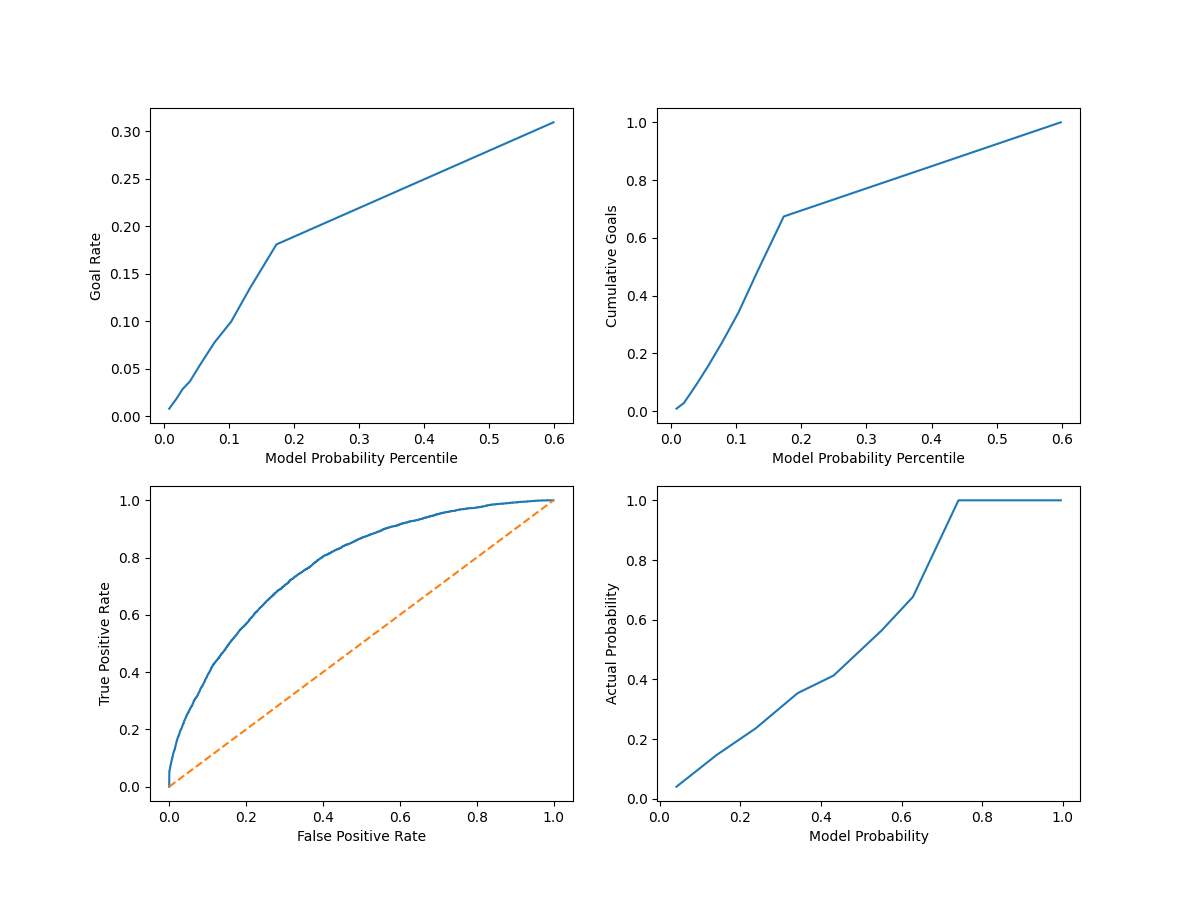 0.30
0.25
0.20
0.15
0.10
0.05
0.00
Goal Rate
0.0 0.1 0.2 0.3 0.4 0.5 0.6
Model Probability Percentile
1.0
0.8
0.6
0.4
0.2
0.0
Cumulative Goals
0.0 0.1 0.2 0.3 0.4 0.5 0.6
Model Probability Percentile
1.0
0.8
0.6
0.4
0.2
0.0
True Positive Rate
0.0 0.2 0.4 0.6 0.8 1.0
False Positive Rate
1.0
0.8
0.6
0.4
0.2
0.0
Actual Probability
0.0 0.2 0.4 0.6 0.8 1.0
Model Probability